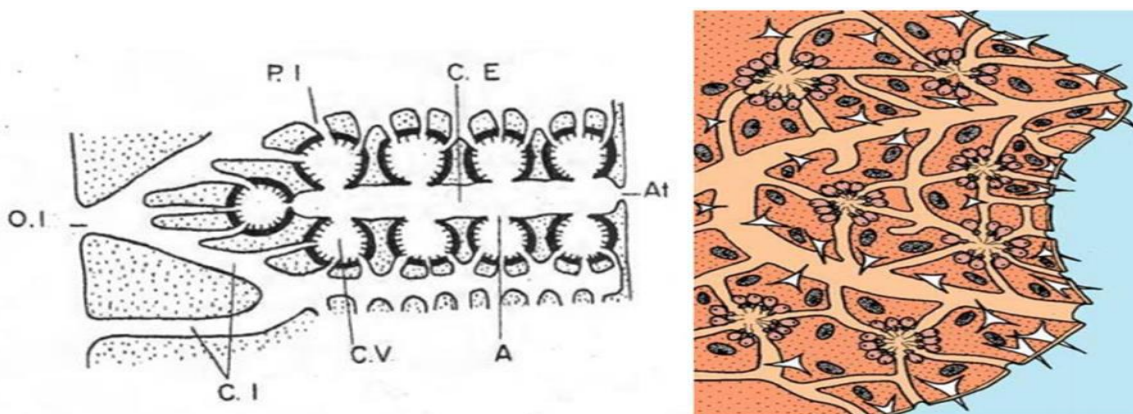 P. I
C. E
At
O. I
C.V.
A
C. I